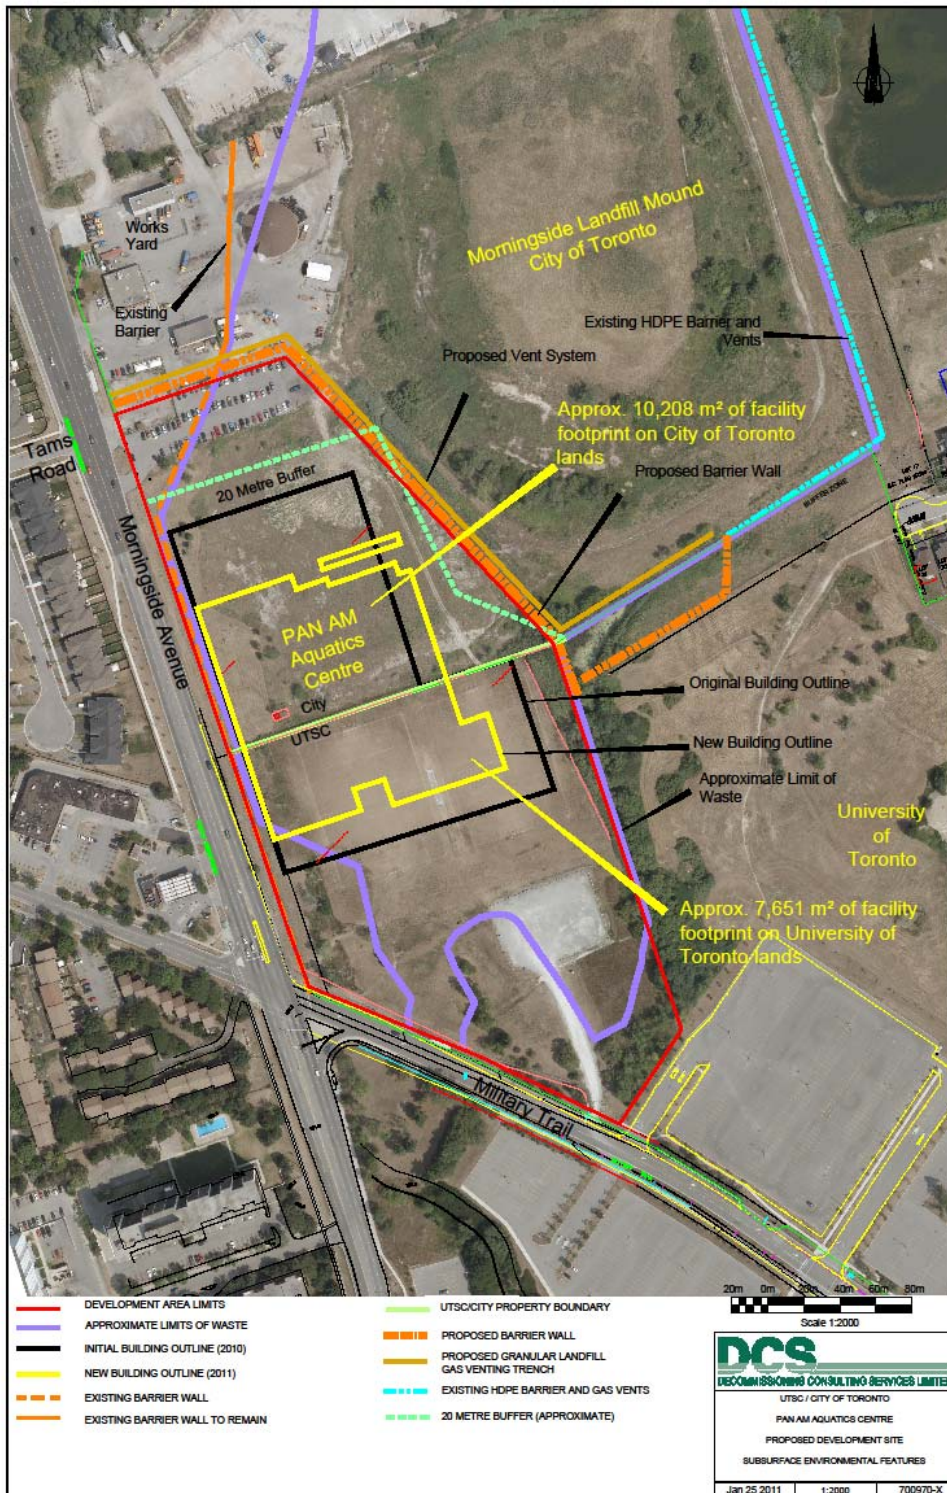 Morningside Landfill Mound
City of Toronto
Works
Yard
Existing
Barrier
Existing HDPE Barrier and
Vents
Proposed Vent System
Approx. 10,208 m² of facility
footprint on City of Toronto
lands
Proposed Barrier Wall
Tams
Road
20 Metre Buffer
BUFFER ZONE
Morningside Avenue
PAN AM
Aquatics
Centre
City
UTSC
Original Building Outline
New Building Outline
Approximate Limit of
Waste
University
of
Toronto
Approx. 7,651 m² of facility
footprint on University of
Toronto lands
Military Trail
20m 0m 20m 40m 60m 80m
Scale 1:2000
DEVELOPMENT AREA LIMITS
APPROXIMATE LIMITS OF WASTE
INITIAL BUILDING OUTLINE (2010)
NEW BUILDING OUTLINE (2011)
EXISTING BARRIER WALL
EXISTING BARRIER WALL TO REMAIN
UTSC/CITY PROPERTY BOUNDARY
PROPOSED BARRIER WALL
PROPOSED GRANULAR LANDFILL
GAS VENTING TRENCH
EXISTING HDPE BARRIER AND GAS VENTS
20 METRE BUFFER (APPROXIMATE)
DCS
DECOMMISSIONING CONSULTING SERVICES LIMITED
UTSC / CITY OF TORONTO
PAN AM AQUATICS CENTRE
PROPOSED DEVELOPMENT SITE
SUBSURFACE ENVIRONMENTAL FEATURES
Jan 25 2011 1:2000 700970-X